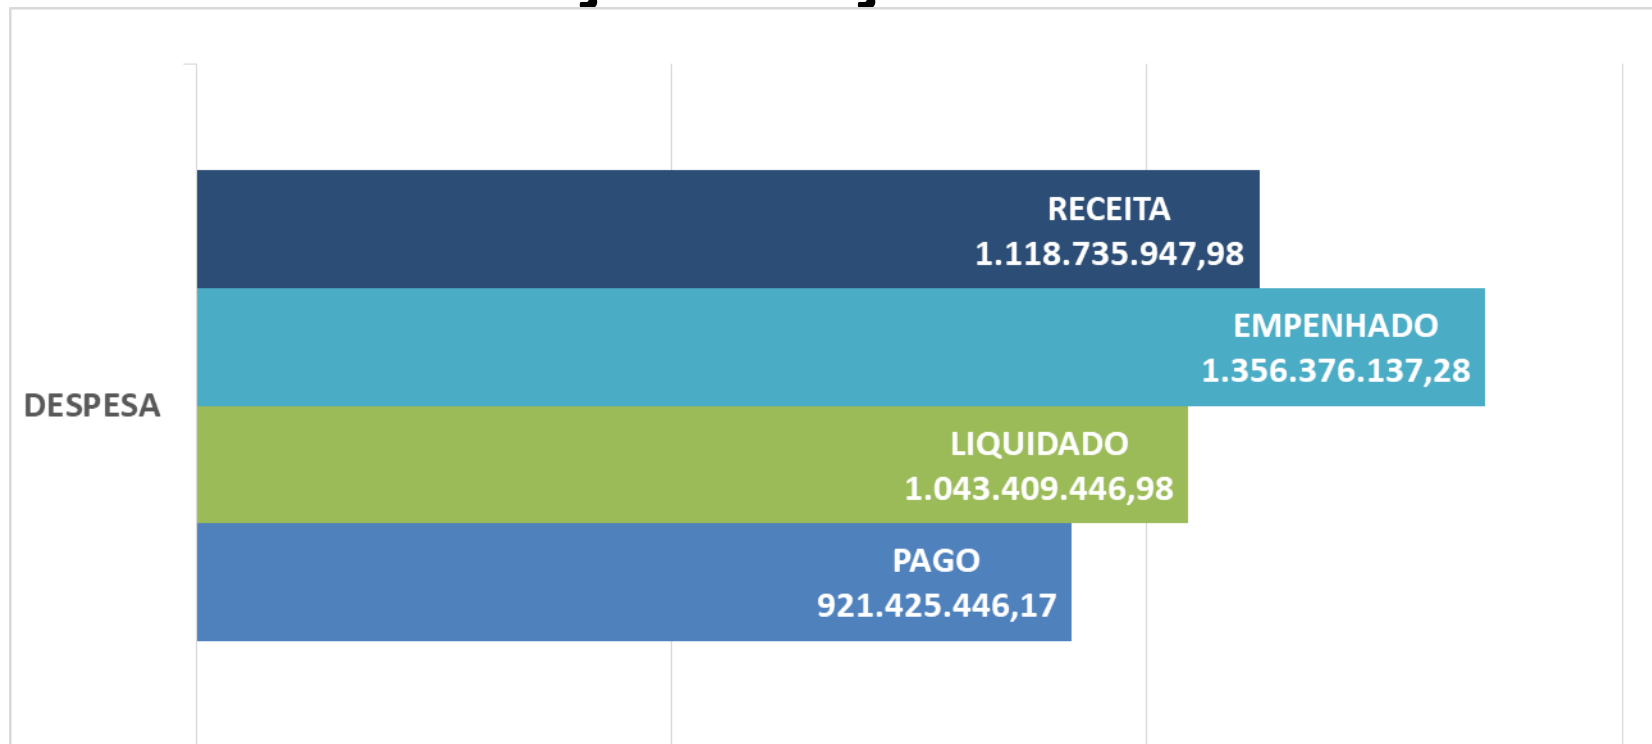 RECEITA
1.118.735.947,98
EMPENHADO
1.356.376.137,28
DESPESA
LIQUIDADO
1.043.409.446,98
PAGO
921.425.446,17